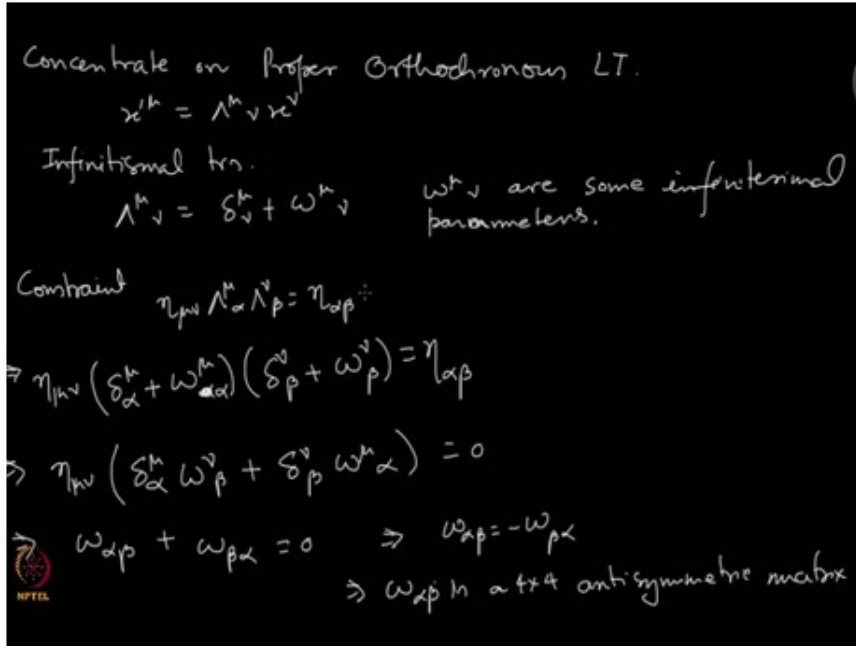 Concentrate on Proper Orthochronous LT.
x'^μ = Λ^μ_ν x^ν
Infinitismal trn.
Λ^μ_ν = δ^μ_ν + ω^μ_ν ω^μ_ν are some infinitesimal
parameters.
Constraint η_μν Λ^μ_α Λ^ν_β = η_αβ
⇒ η_μν (δ^μ_α + ω^μ_α) (δ^ν_β + ω^ν_β) = η_αβ
⇒ η_μν (δ^μ_α ω^ν_β + δ^ν_β ω^μ_α) = 0
⇒ ω_αβ + ω_βα = 0 ⇒ ω_αβ = -ω_βα
⇒ ω_αβ is a 4x4 antisymmetric matrix
NPTEL